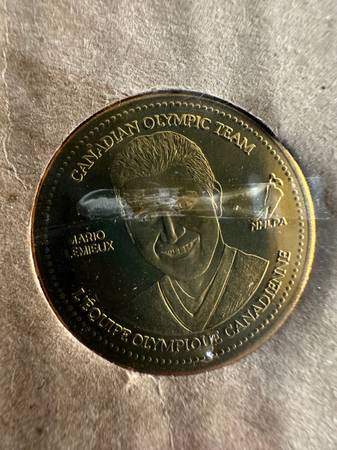 CANADIAN OLYMPIC TEAM
MARIO
LEMIEUX
NHLPA
L'ÉQUIPE OLYMPIQUE CANADIENNE